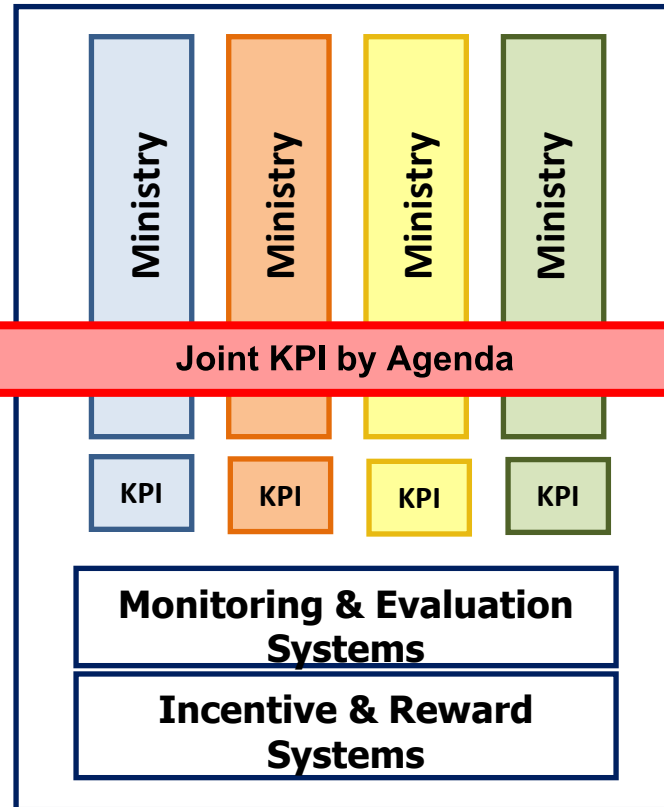 Ministry
Ministry
Ministry
Ministry
Joint KPI by Agenda
KPI
KPI
KPI
KPI
Monitoring & Evaluation
Systems
Incentive & Reward
Systems